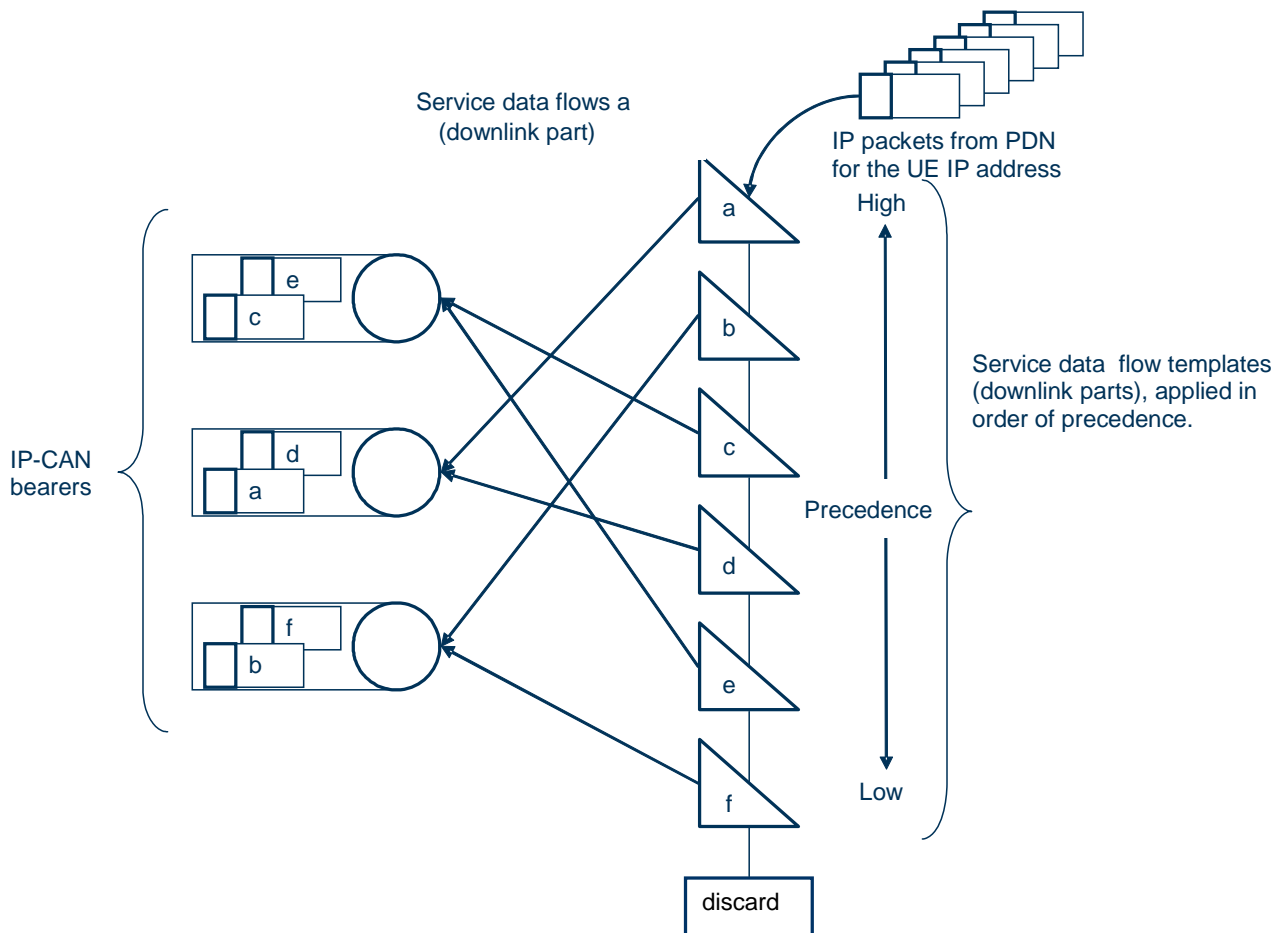 Service data flows a
(downlink part)
IP packets from PDN
for the UE IP address
a
High
e
c
b
Service data  flow templates
(downlink parts), applied in
order of precedence.
c
IP-CAN
bearers
d
a
Precedence
d
f
b
e
Low
f
discard